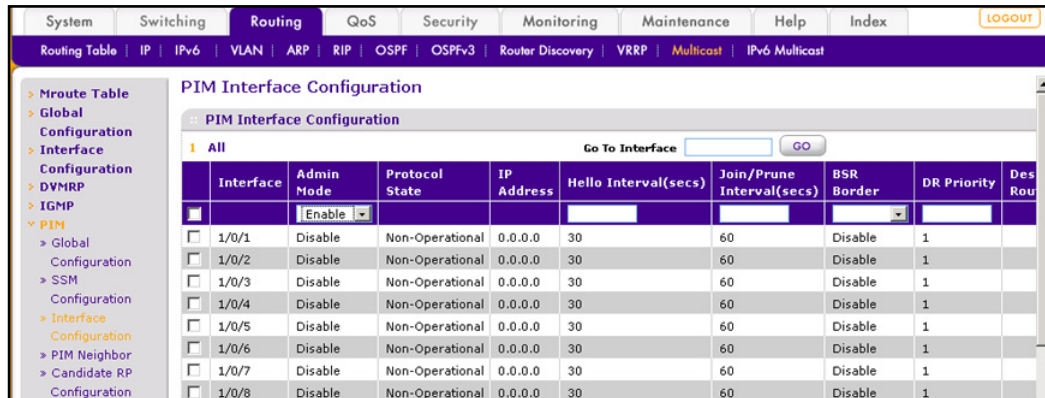 System Switching Routing QoS Security Monitoring Maintenance Help Index LOGOUT
Routing Table | IP | IPv6 | VLAN | ARP | RIP | OSPF | OSPFv3 | Router Discovery | VRRP | Multicast | IPv6 Multicast
Mroute Table
Global
Configuration
Interface
Configuration
DVMRP
IGMP
PIM
» Global
Configuration
» SSM
Configuration
» Interface
Configuration
» PIM Neighbor
» Candidate RP
Configuration
PIM Interface Configuration
PIM Interface Configuration
1 All Go To Interface GO
Interface Admin Mode Protocol State IP Address Hello Interval(secs) Join/Prune Interval(secs) BSR Border DR Priority Des Rou
Enable
1/0/1 Disable Non-Operational 0.0.0.0 30 60 Disable 1
1/0/2 Disable Non-Operational 0.0.0.0 30 60 Disable 1
1/0/3 Disable Non-Operational 0.0.0.0 30 60 Disable 1
1/0/4 Disable Non-Operational 0.0.0.0 30 60 Disable 1
1/0/5 Disable Non-Operational 0.0.0.0 30 60 Disable 1
1/0/6 Disable Non-Operational 0.0.0.0 30 60 Disable 1
1/0/7 Disable Non-Operational 0.0.0.0 30 60 Disable 1
1/0/8 Disable Non-Operational 0.0.0.0 30 60 Disable 1